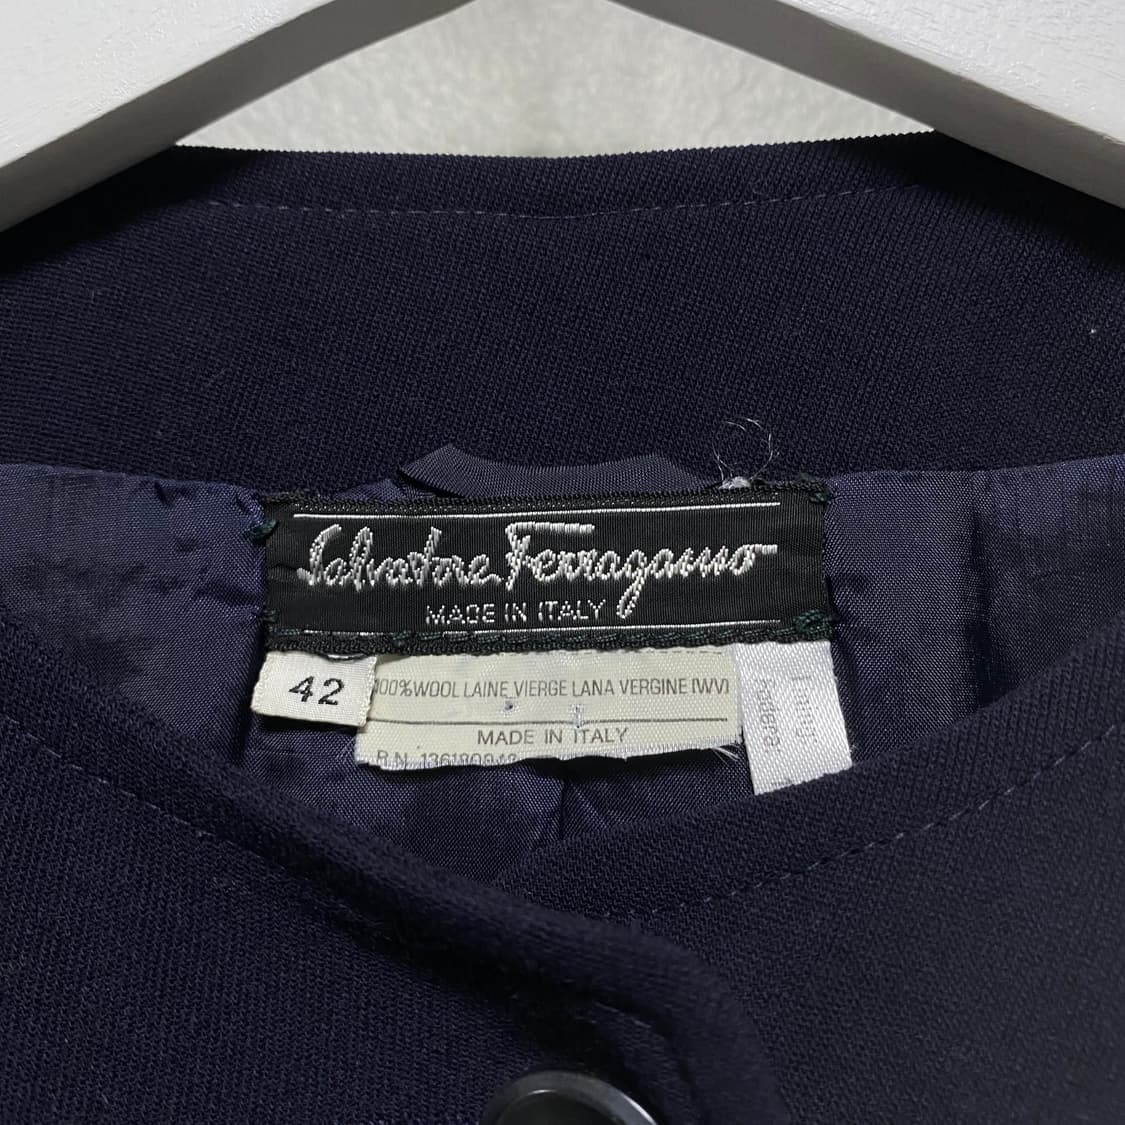 Salvatore Ferragamo
MADE IN ITALY
42
100%WOOL LAINE VIERGE LANA VERGINE (WV)
MADE IN ITALY
R.N.